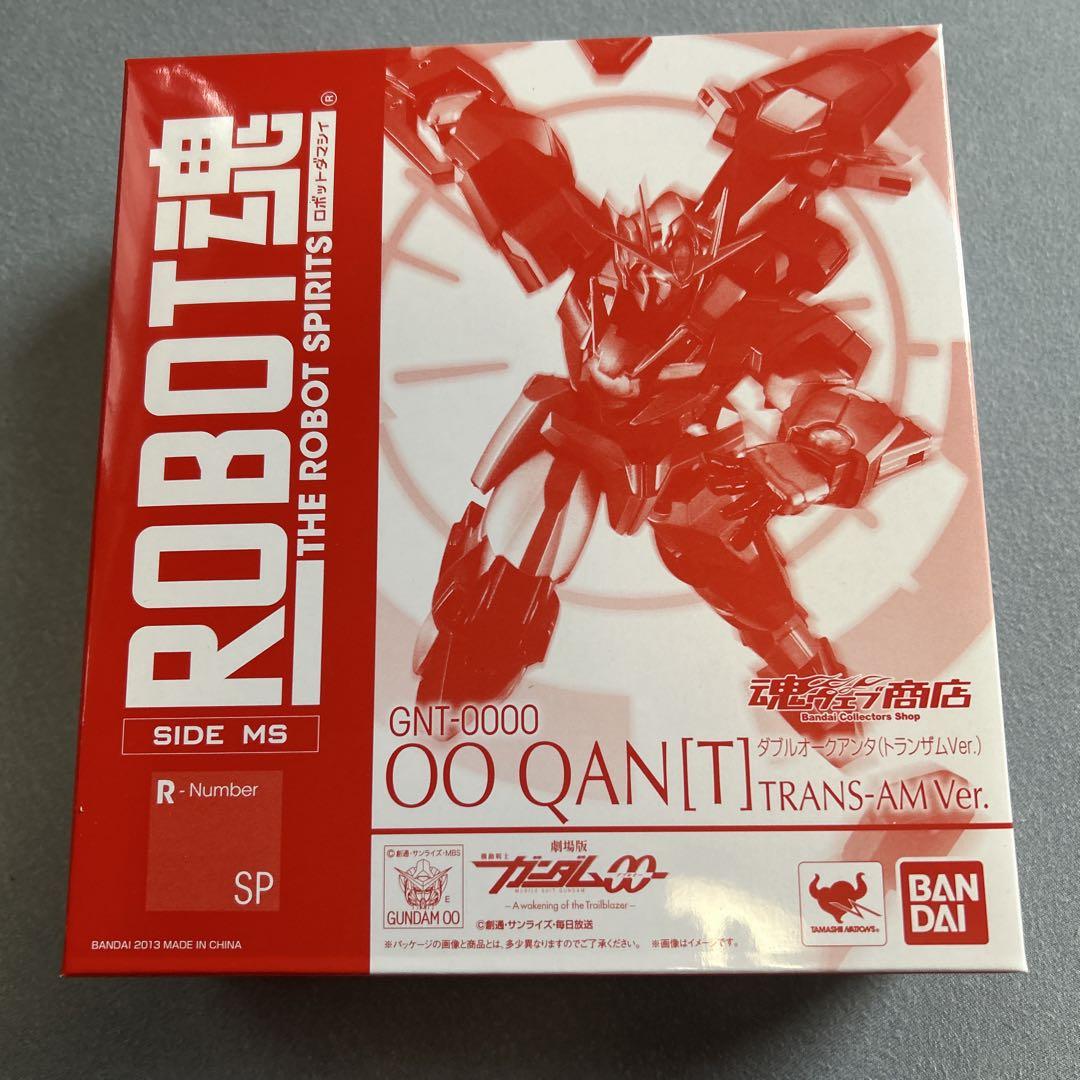 ROBOT魂
THE ROBOT SPIRITS ロボットダマシイ ®
SIDE MS
R - Number
SP
BANDAI 2013 MADE IN CHINA
魂ウェブ商店
Bandai Collectors Shop
GNT-0000
ダブルオークアンタ(トランザムVer.)
OO QAN[T] TRANS-AM Ver.
©創通・サンライズ・MBS
E
GUNDAM OO
劇場版
機動戦士
ガンダムOO
MOBILE SUIT GUNDAM
–Awakening of the Trailblazer–
©創通・サンライズ・毎日放送
※パッケージの画像と商品とは、多少異なりますのでご了承ください。 ※画像はイメージです。
TAMASHII NATIONS®
BAN
DAI